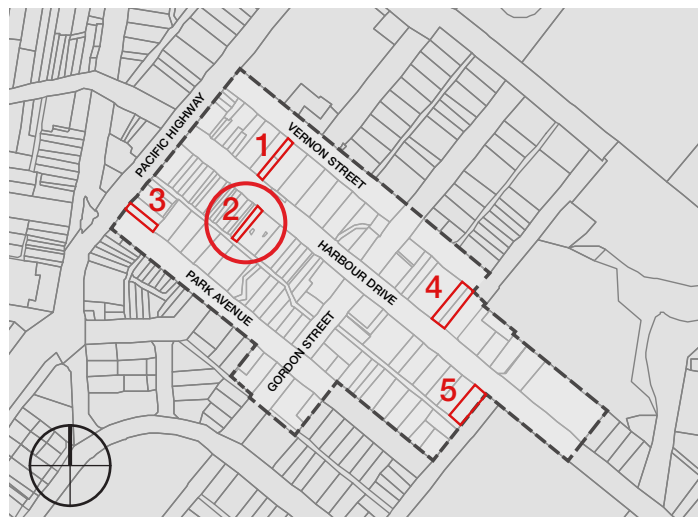 PACIFIC HIGHWAY
VERNON STREET
1
2
3
HARBOUR DRIVE
4
PARK AVENUE
GORDON STREET
5